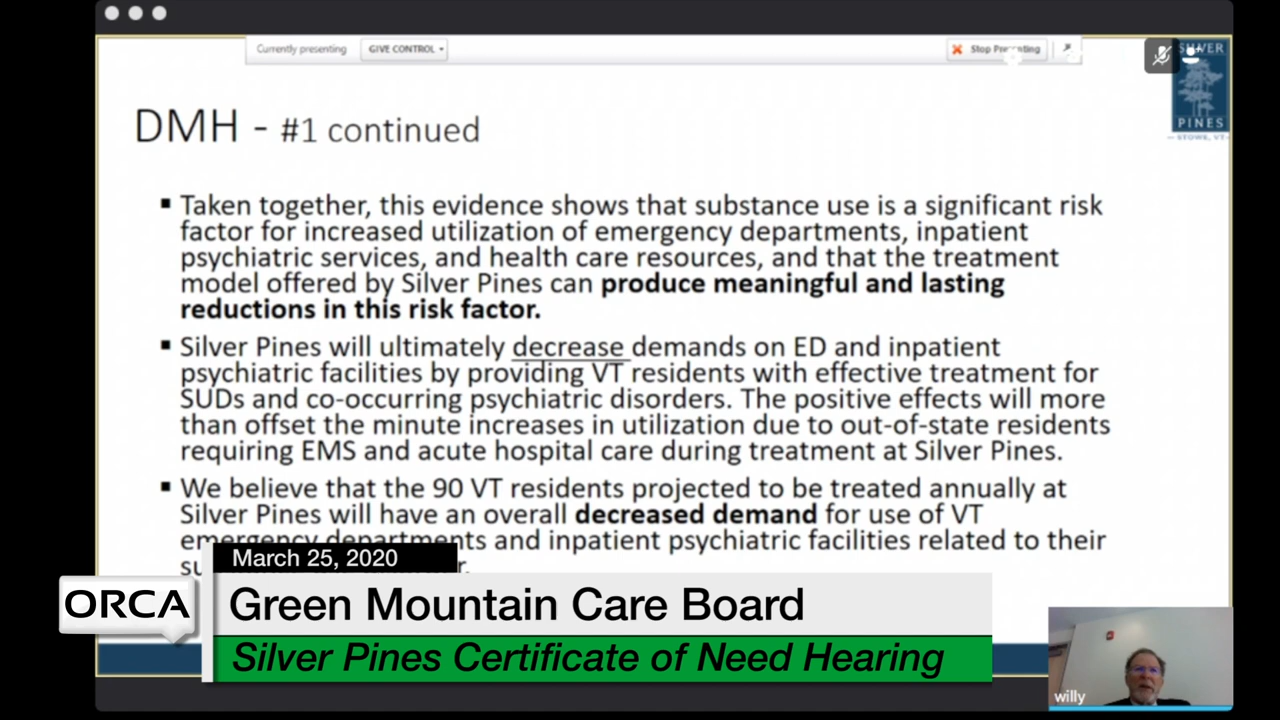 Currently presenting GIVE CONTROL Stop Presenting
SILVER
PINES
STOWE, VT
DMH - #1 continued
Taken together, this evidence shows that substance use is a significant risk
factor for increased utilization of emergency departments, inpatient
psychiatric services, and health care resources, and that the treatment
model offered by Silver Pines can produce meaningful and lasting
reductions in this risk factor.
Silver Pines will ultimately decrease demands on ED and inpatient
psychiatric facilities by providing VT residents with effective treatment for
SUDs and co-occurring psychiatric disorders. The positive effects will more
than offset the minute increases in utilization due to out-of-state residents
requiring EMS and acute hospital care during treatment at Silver Pines.
We believe that the 90 VT residents projected to be treated annually at
Silver Pines will have an overall decreased demand for use of VT
emergency departments and inpatient psychiatric facilities related to their
March 25, 2020
ORCA
Green Mountain Care Board
Silver Pines Certificate of Need Hearing
willy